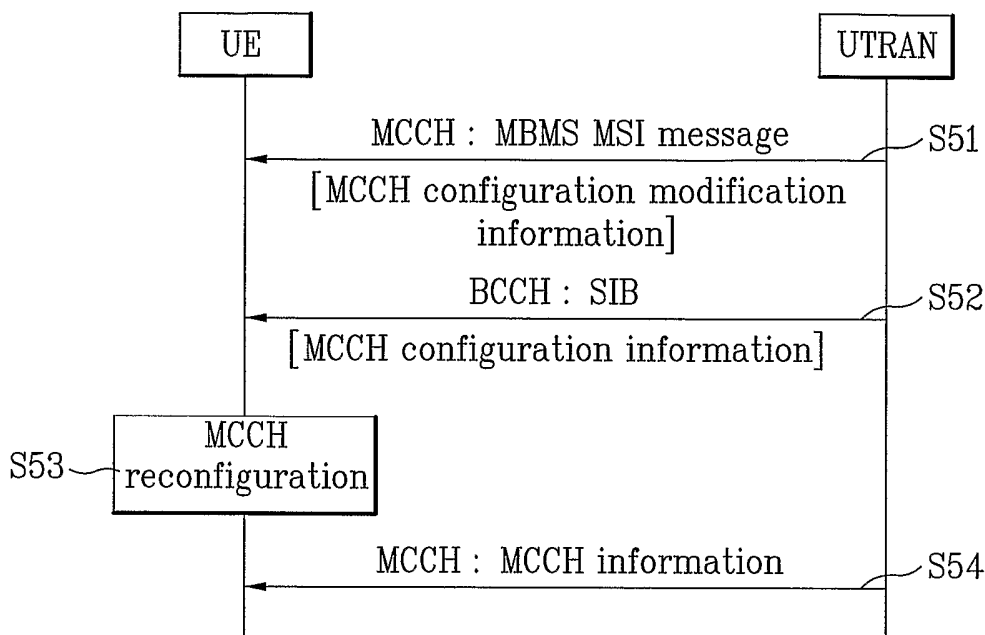 UE
UTRAN
MCCH : MBMS MSI message
S51
[MCCH configuration modification
information]
BCCH : SIB
S52
[MCCH configuration information]
MCCH
reconfiguration
S53
MCCH : MCCH information
S54